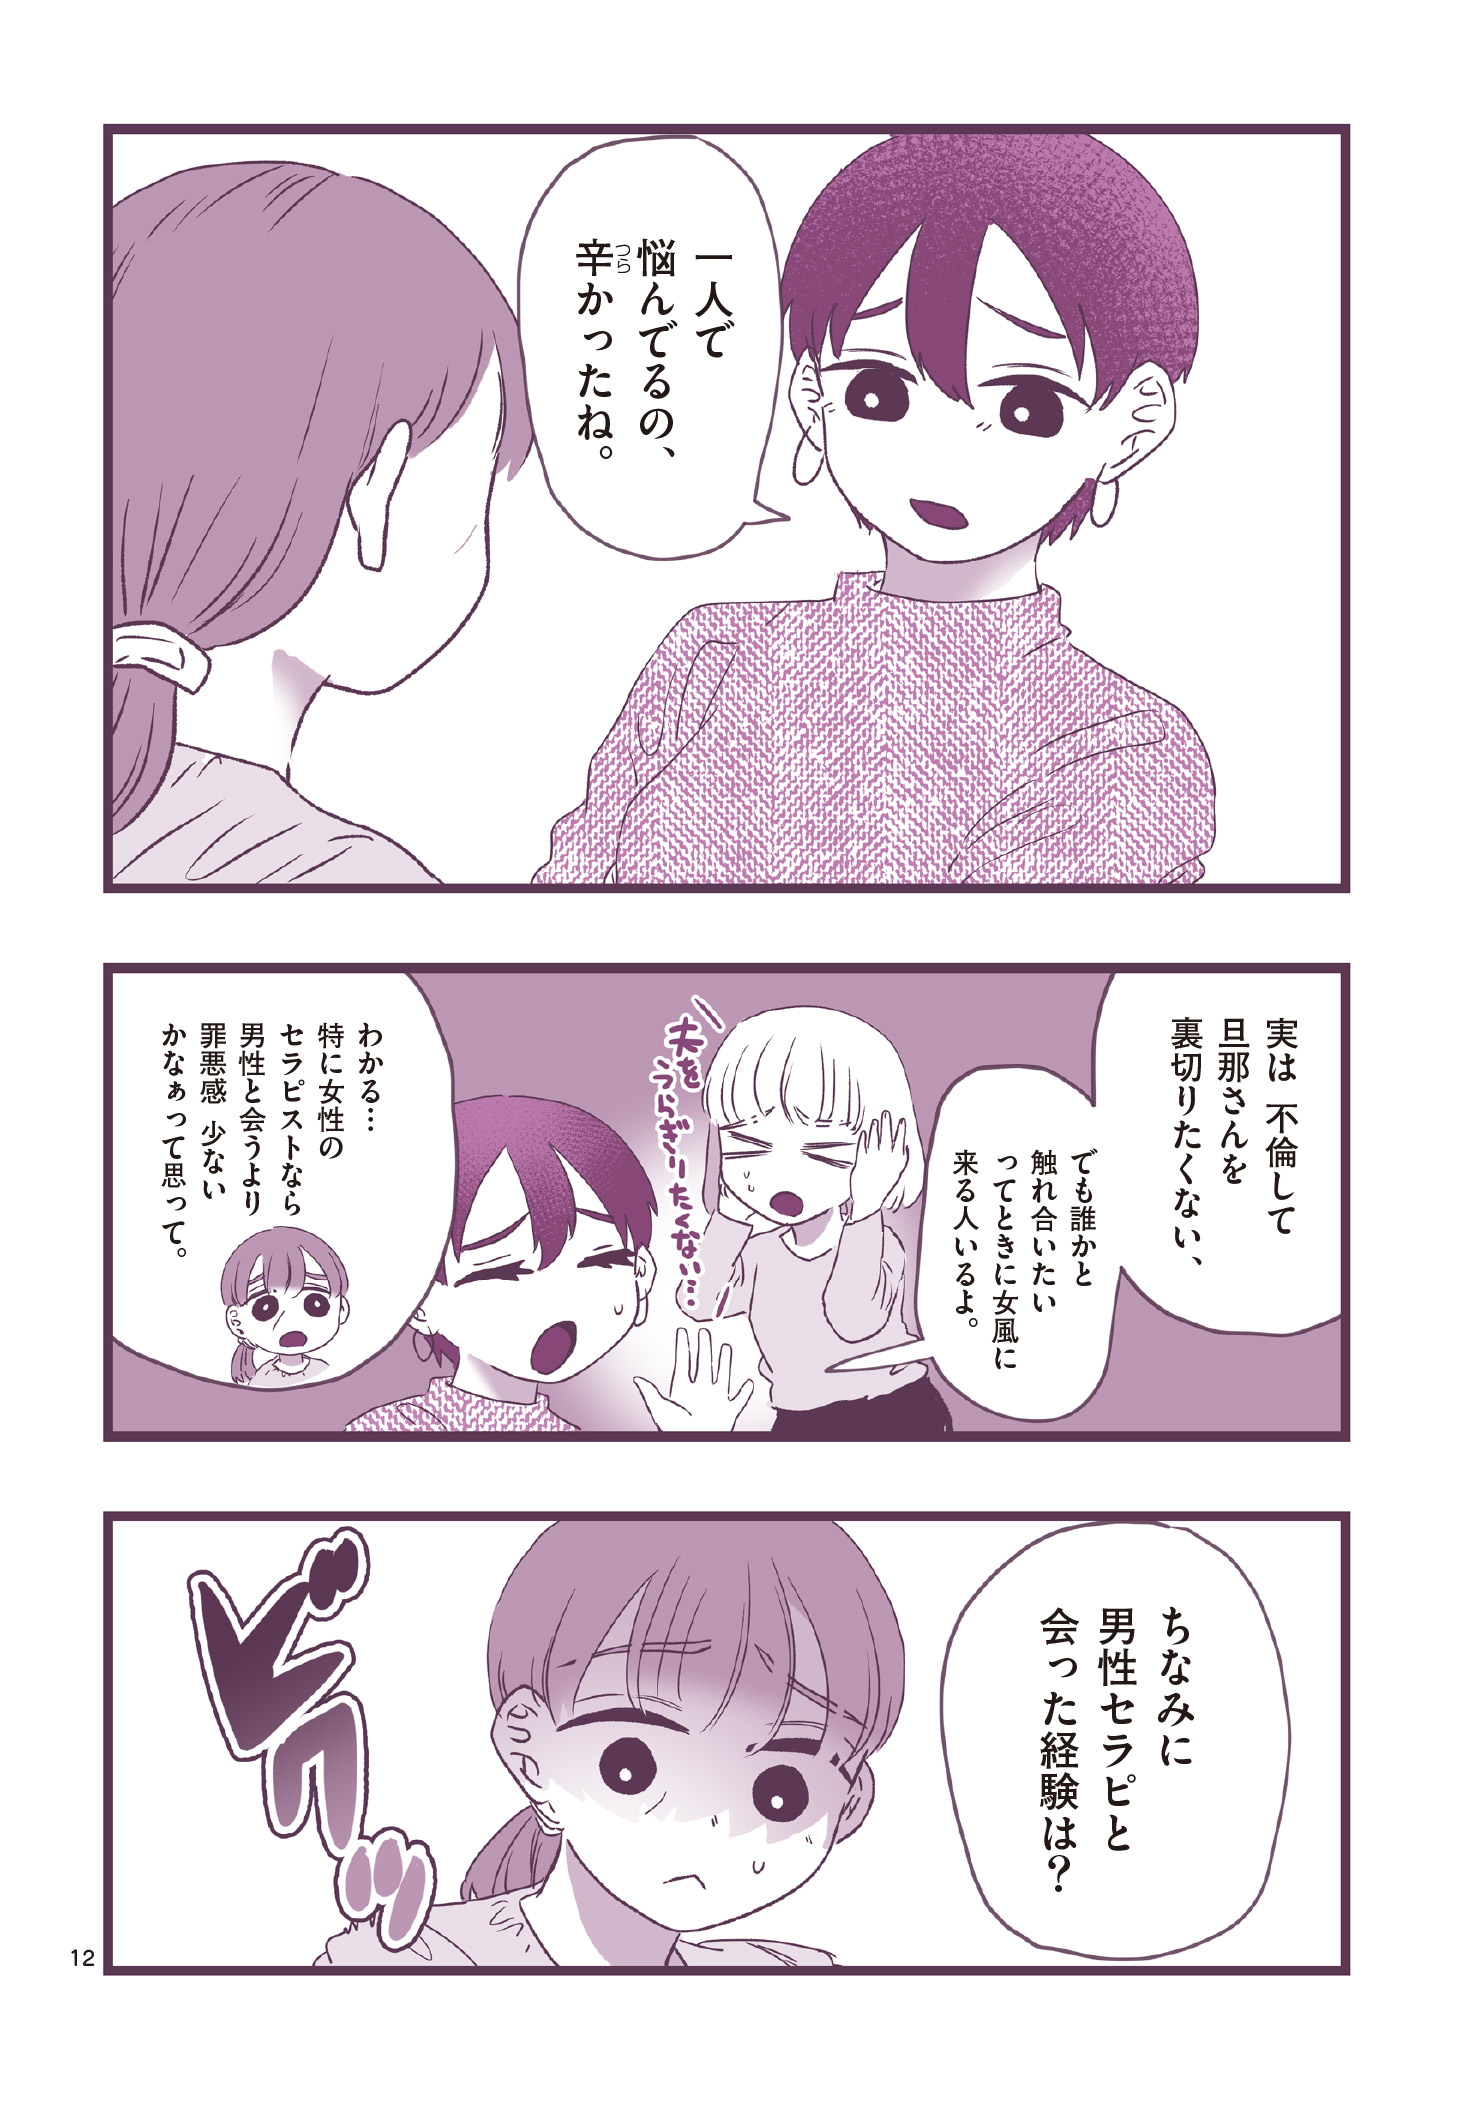 一人で
悩んでるの、
つら
辛かったね。
実は 不倫して
旦那さんを
裏切りたくない、
でも誰かと
触れ合いたい
ってときに女風に
来る人いるよ。
夫を
うらぎりたくない…
わかる…
特に女性の
セラピストなら
男性と会うより
罪悪感 少ない
かなぁって思って。
ちなみに
男性セラピと
会った経験は？
ビクッ
12